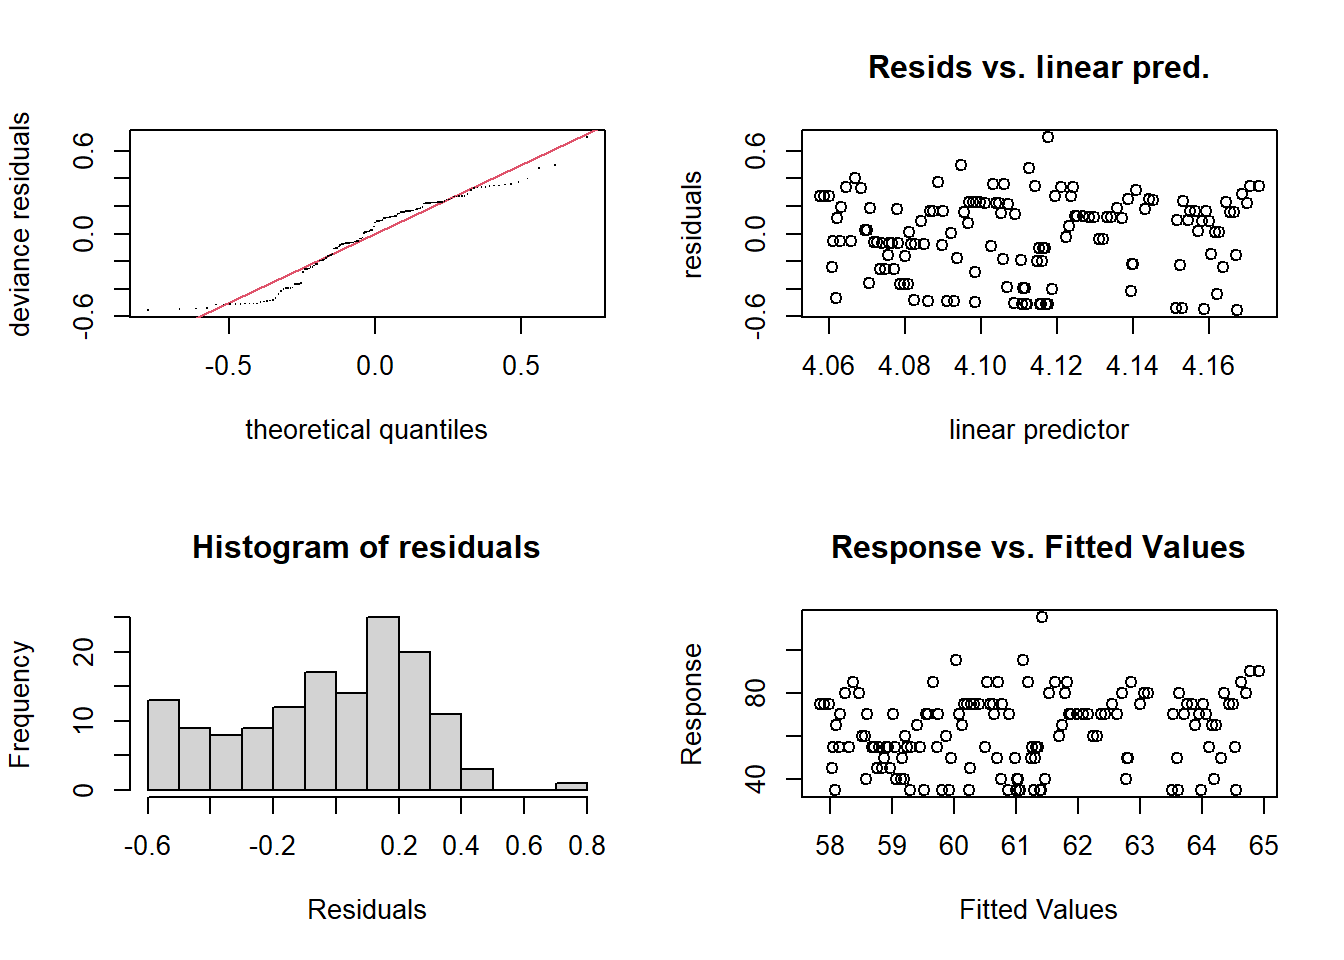 deviance residuals
-0.6 0.0 0.6
-0.5 0.0 0.5
theoretical quantiles
Resids vs. linear pred.
residuals
-0.6 0.0 0.6
4.06 4.08 4.10 4.12 4.14 4.16
linear predictor
Histogram of residuals
Frequency
0 10 20
-0.6 -0.2 0.2 0.4 0.6 0.8
Residuals
Response vs. Fitted Values
Response
40 80
58 59 60 61 62 63 64 65
Fitted Values